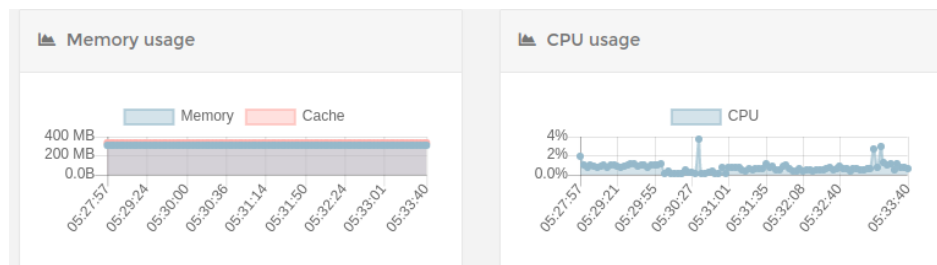 Memory usage
CPU usage
Memory Cache
400 MB
200 MB
0.0B
05:27:57 05:29:24 05:30:00 05:30:36 05:31:14 05:31:50 05:32:24 05:33:01 05:33:40
CPU
4%
2%
0.0%
05:27:57 05:29:21 05:29:55 05:30:27 05:31:01 05:31:35 05:32:08 05:32:40 05:33:40